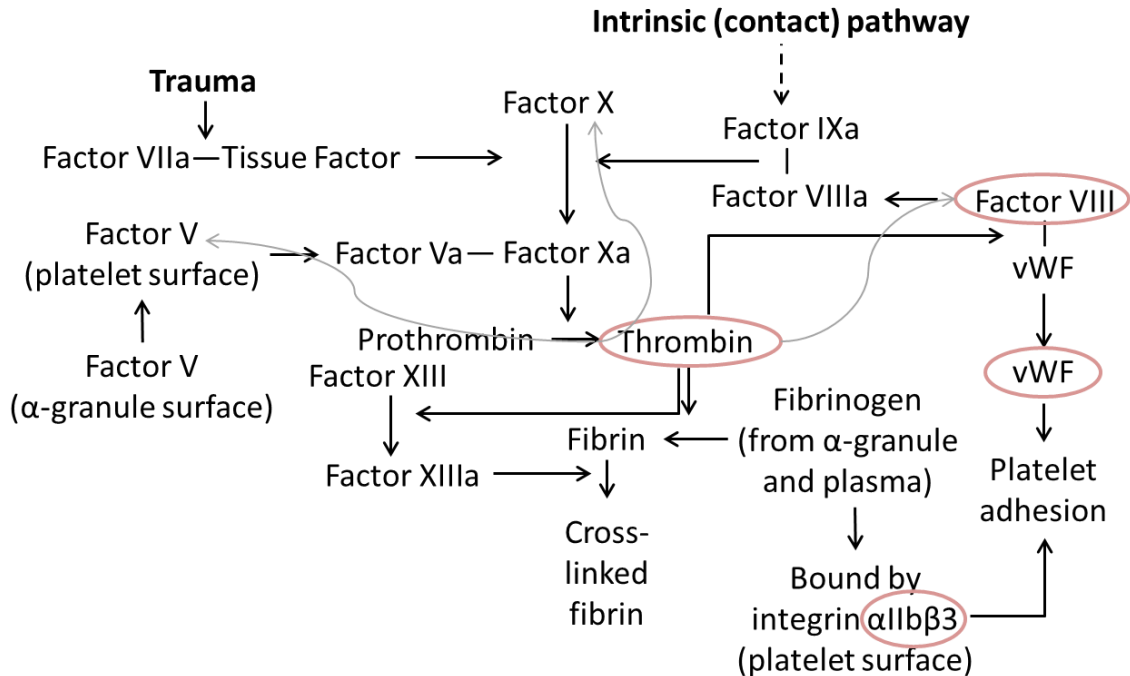 Intrinsic (contact) pathway
Trauma
Factor X
Factor IXa
Factor VIIa
Tissue Factor
Factor VIIIa
Factor VIII
Factor V
(platelet surface)
Factor Va
Factor Xa
vWF
Prothrombin
Thrombin
Factor V
(α-granule surface)
Factor XIII
vWF
Fibrinogen
(from α-granule
and plasma)
Fibrin
Factor XIIIa
Platelet
adhesion
Cross-
linked
fibrin
Bound by
integrin αIIbβ3
(platelet surface)